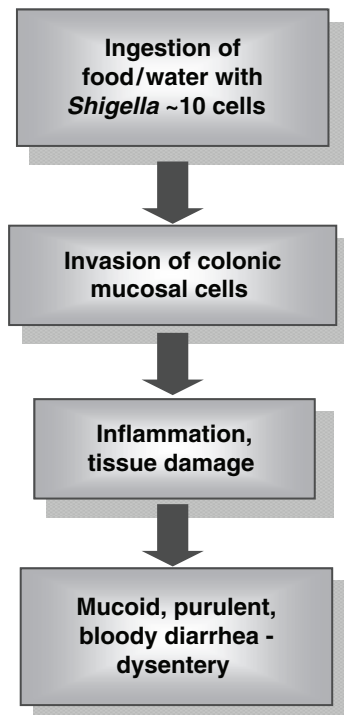 Ingestion of
food/water with
Shigella ~10 cells
Invasion of colonic
mucosal cells
Inflammation,
tissue damage
Mucoid, purulent,
bloody diarrhea -
dysentery